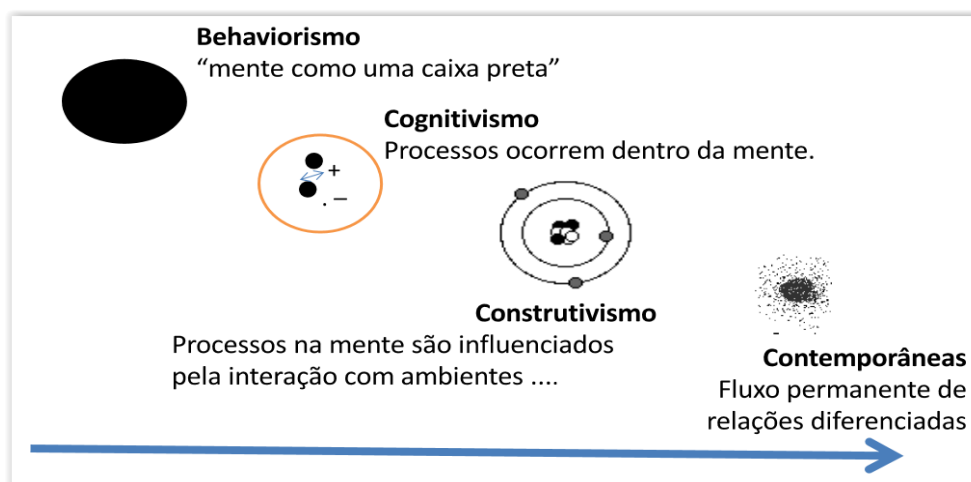 Behaviorismo
“mente como uma caixa preta”
Cognitivismo
Processos ocorrem dentro da mente.
+
. –
Construtivismo
Processos na mente são influenciados
pela interação com ambientes ....
Contemporâneas
Fluxo permanente de
relações diferenciadas